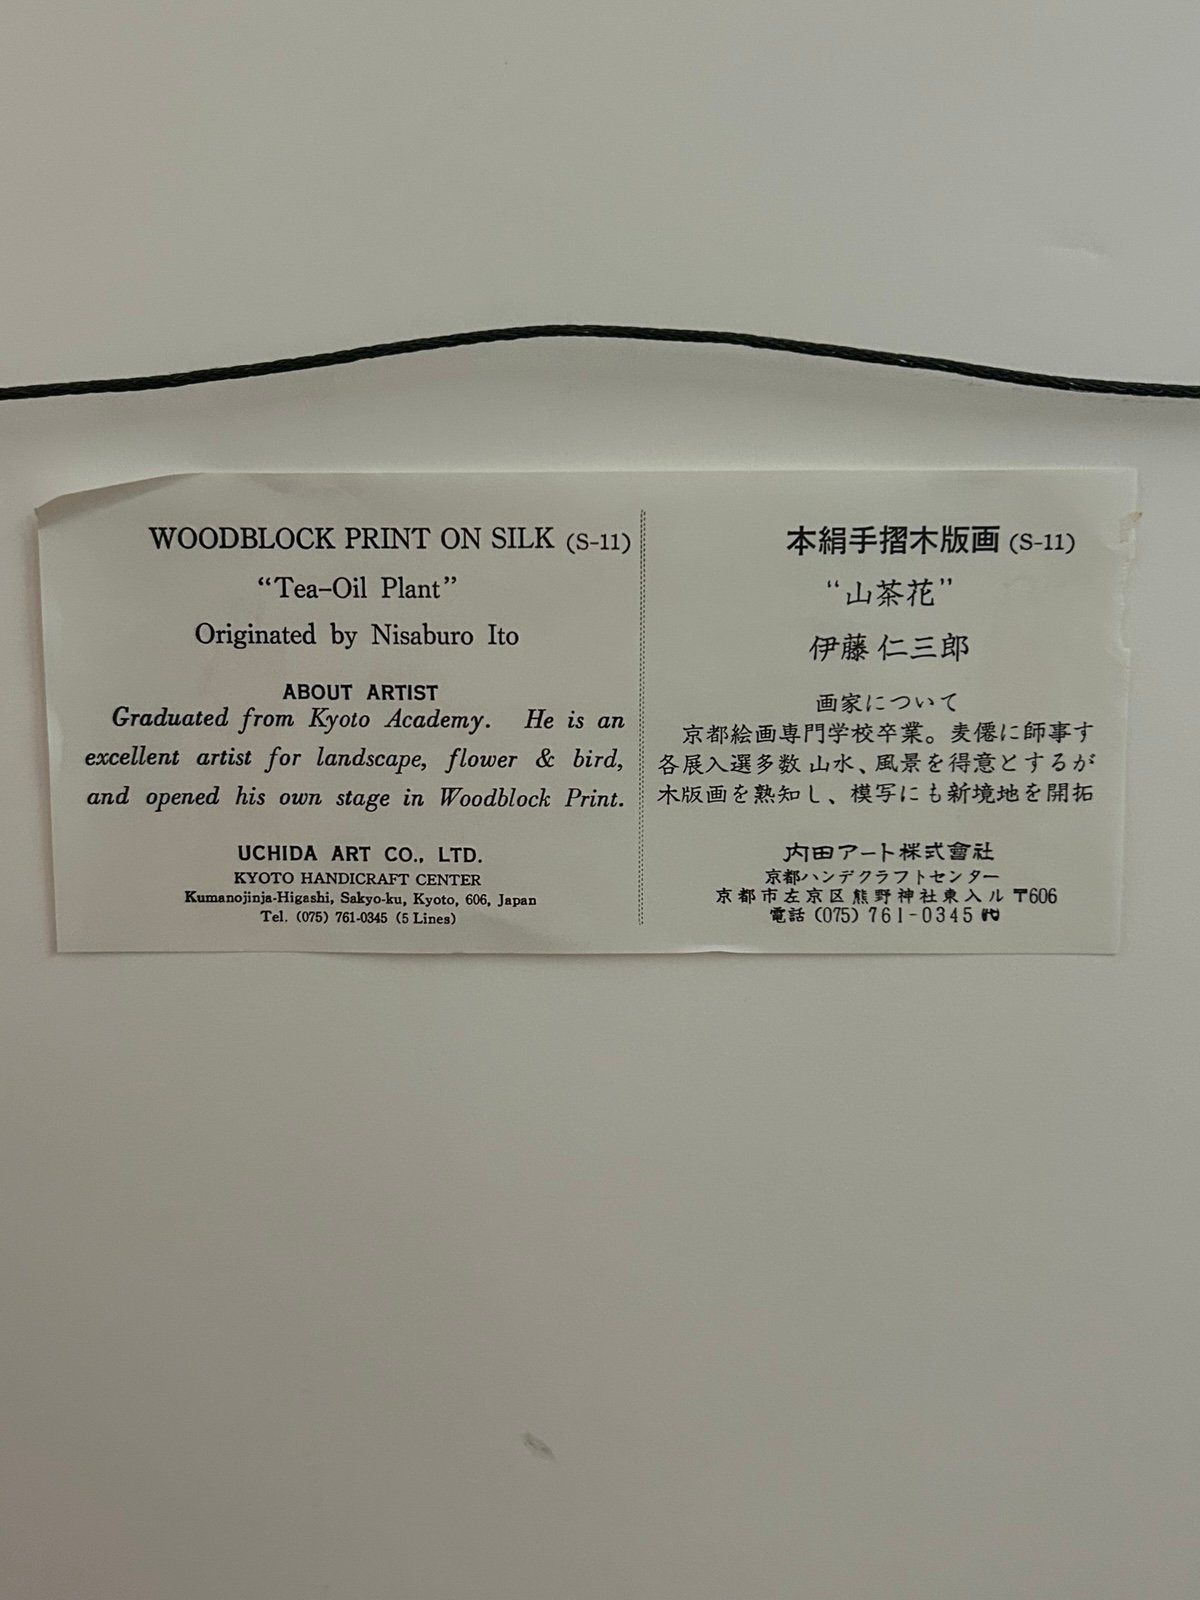 WOODBLOCK PRINT ON SILK (S-11)
"Tea-Oil Plant"
Originated by Nisaburo Ito
ABOUT ARTIST
Graduated from Kyoto Academy. He is an
excellent artist for landscape, flower & bird,
and opened his own stage in Woodblock Print.
UCHIDA ART CO., LTD.
KYOTO HANDICRAFT CENTER
Kumanojinja-Higashi, Sakyo-ku, Kyoto, 606, Japan
Tel. (075) 761-0345 (5 Lines)
本絹手摺木版画 (S-11)
"山茶花"
伊藤 仁三郎
画家について
京都絵画専門学校卒業。麦僊に師事す
各展入選多数 山水、風景を得意とするが
木版画を熟知し、模写にも新境地を開拓
内田アート株式會社
京都ハンデクラフトセンター
京都市左京区熊野神社東入ル 〒606
電話 (075) 761-0345 代